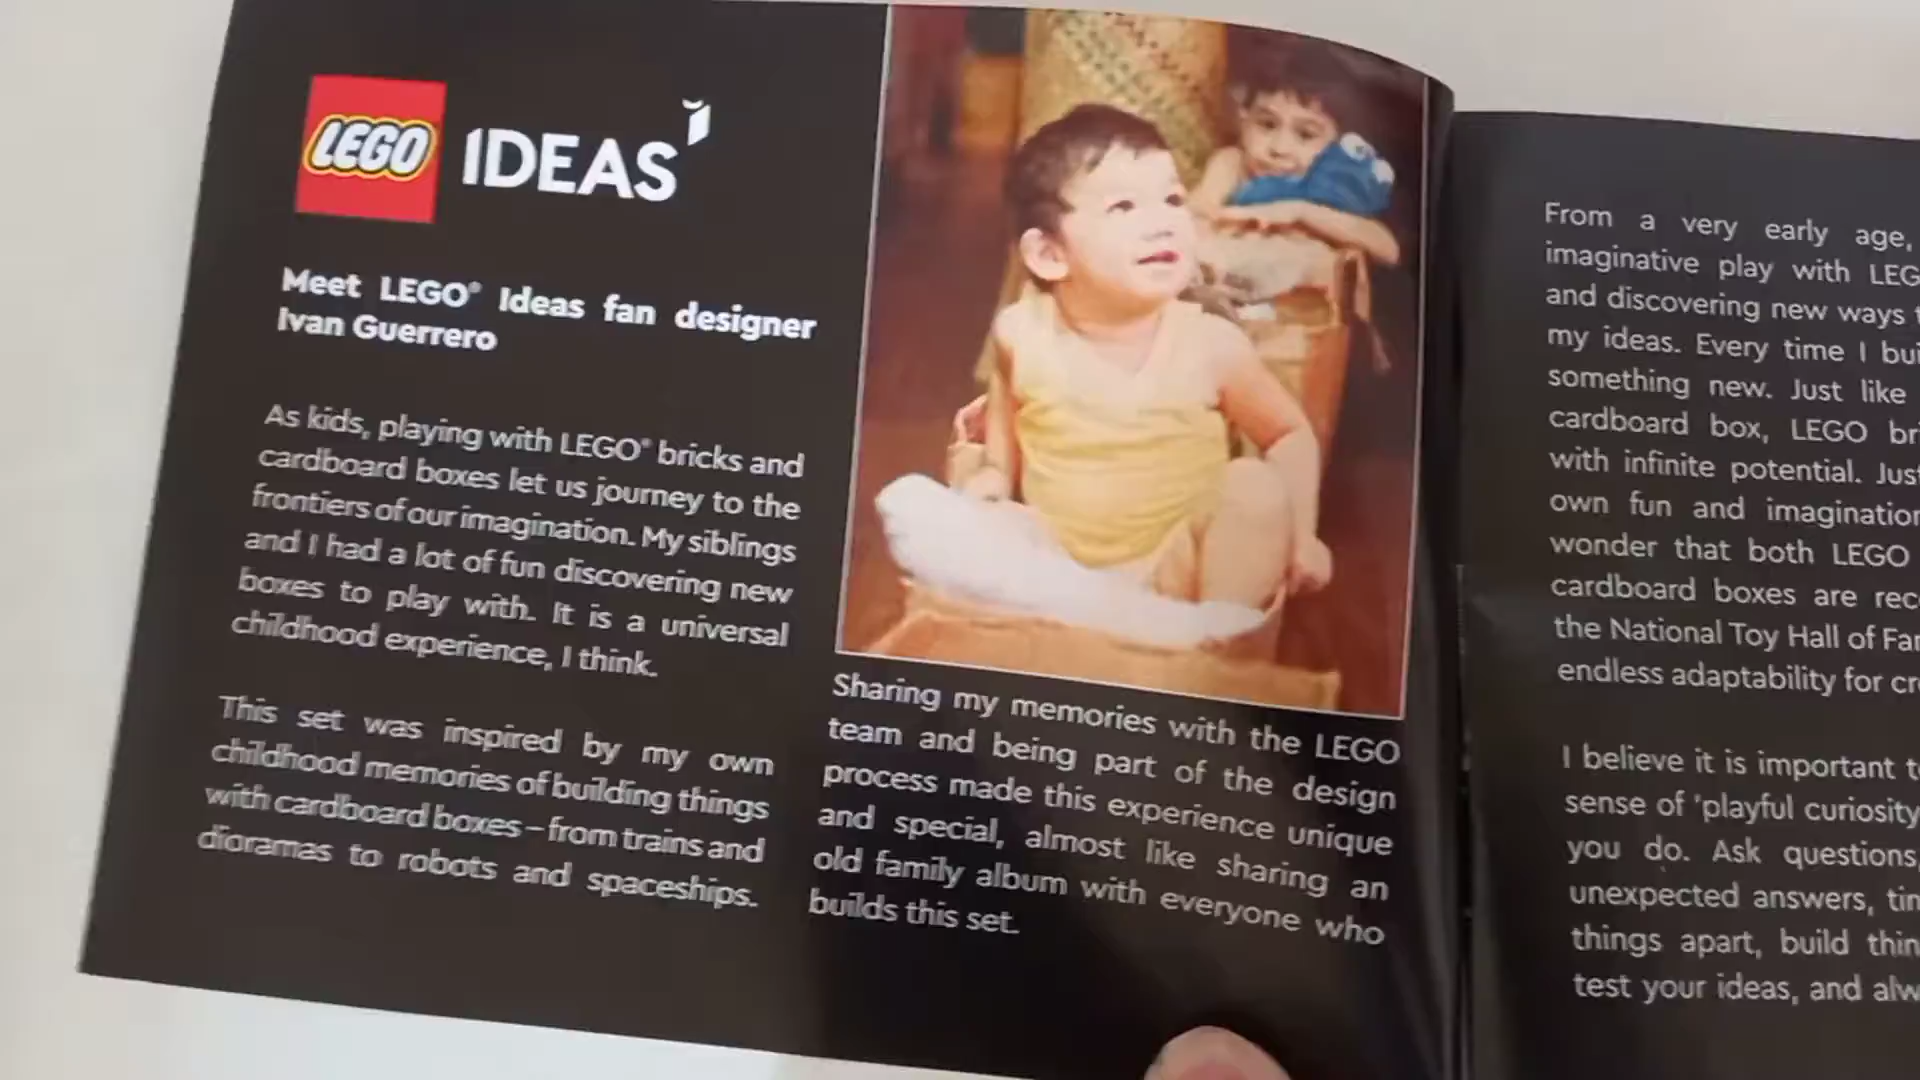 LEGO
IDEAS
Meet LEGO® Ideas fan designer
Ivan Guerrero
As kids, playing with LEGO® bricks and
cardboard boxes let us journey to the
frontiers of our imagination. My siblings
and I had a lot of fun discovering new
boxes to play with. It is a universal
childhood experience, I think.
This set was inspired by my own
childhood memories of building things
with cardboard boxes – from trains and
dioramas to robots and spaceships.
Sharing my memories with the LEGO
team and being part of the design
process made this experience unique
and special, almost like sharing an
old family album with everyone who
builds this set.
From a very early age,
imaginative play with
and discovering new ways
my ideas. Every time I
something new. Just like
cardboard box, LEGO
with infinite potential.
own fun and
wonder that both LEGO
cardboard boxes are
the National Toy Hall of
endless adaptability for
I believe it is important
sense of 'playful curiosity
you do. Ask questions,
unexpected answers,
things apart, build
test your ideas, and